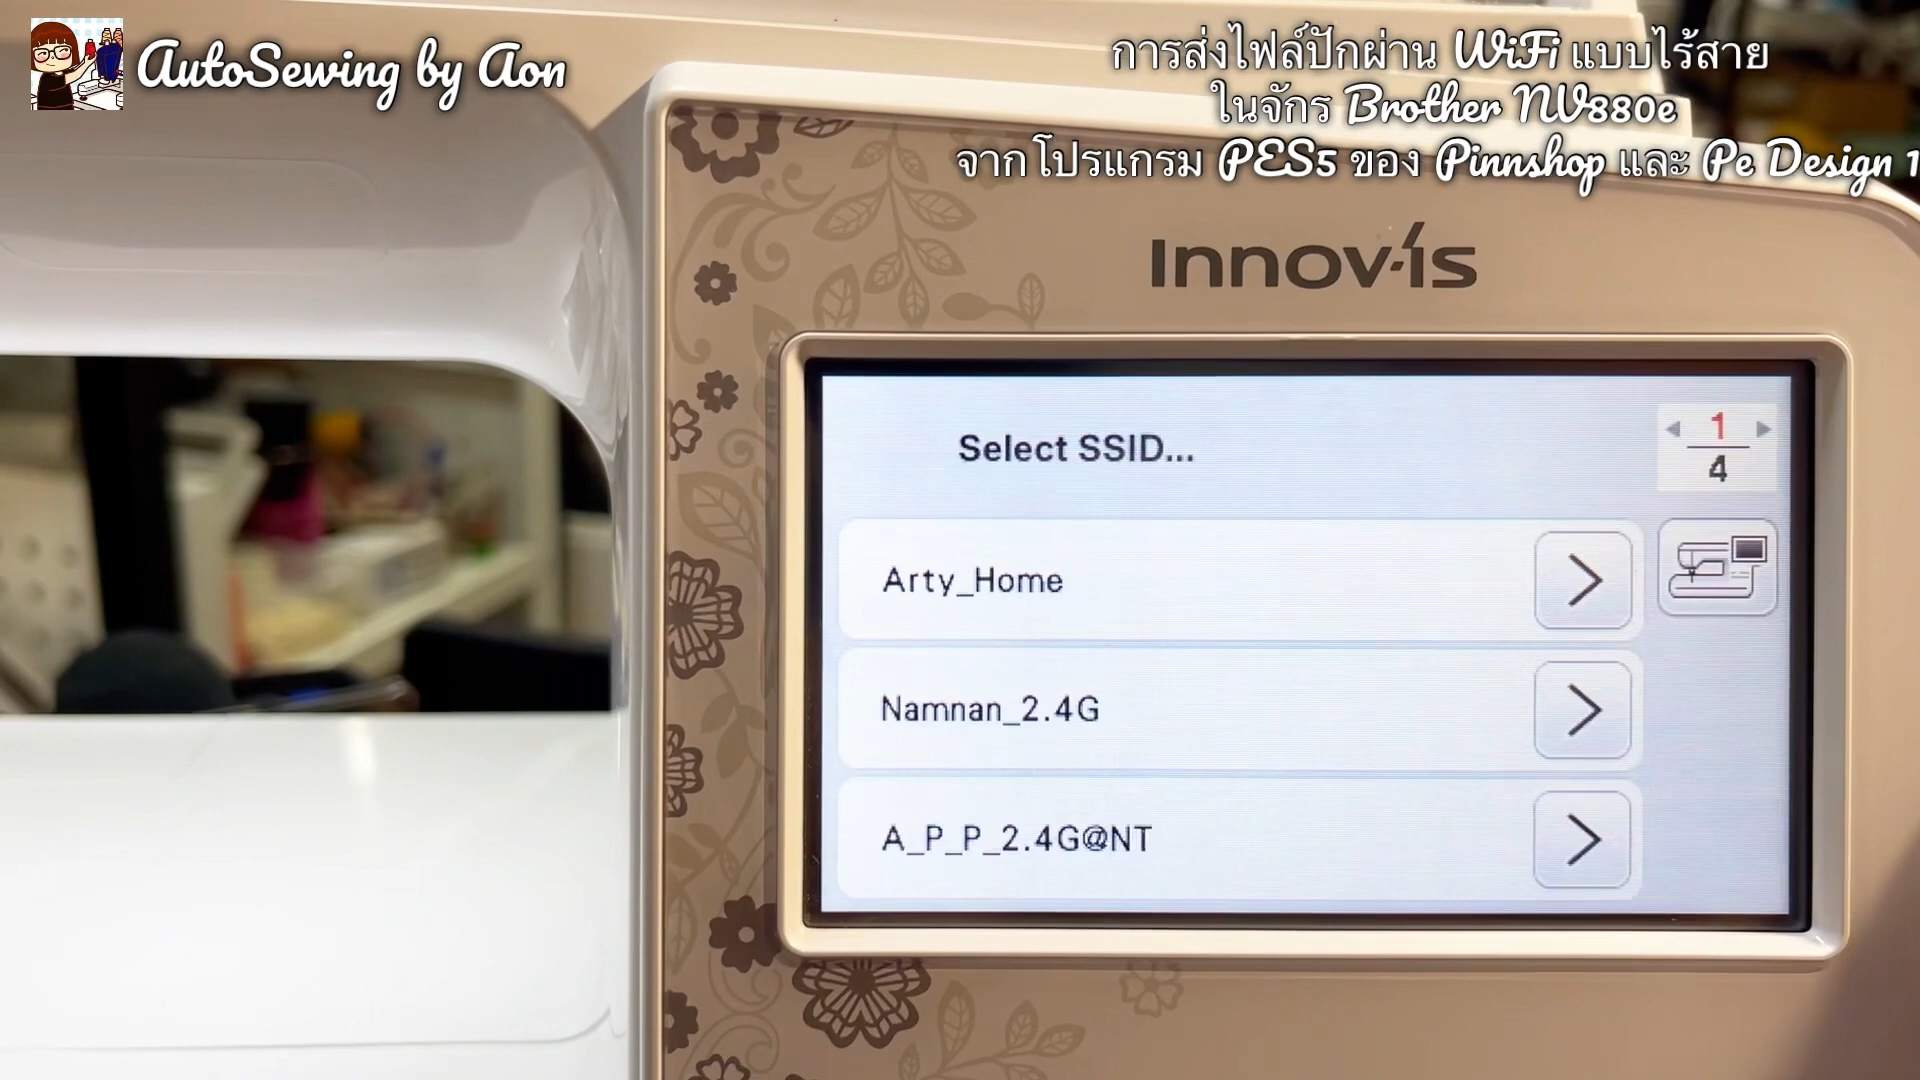 AutoSewing by Aon
การส่งไฟล์ปักผ่าน WiFi แบบไร้สาย
ในจักร Brother NV880e
จากโปรแกรม PES5 ของ Pinnshop และ Pe Design 1
Innov-is
Select SSID...
1
4
Arty_Home
Namnan_2.4G
A_P_P_2.4G@NT